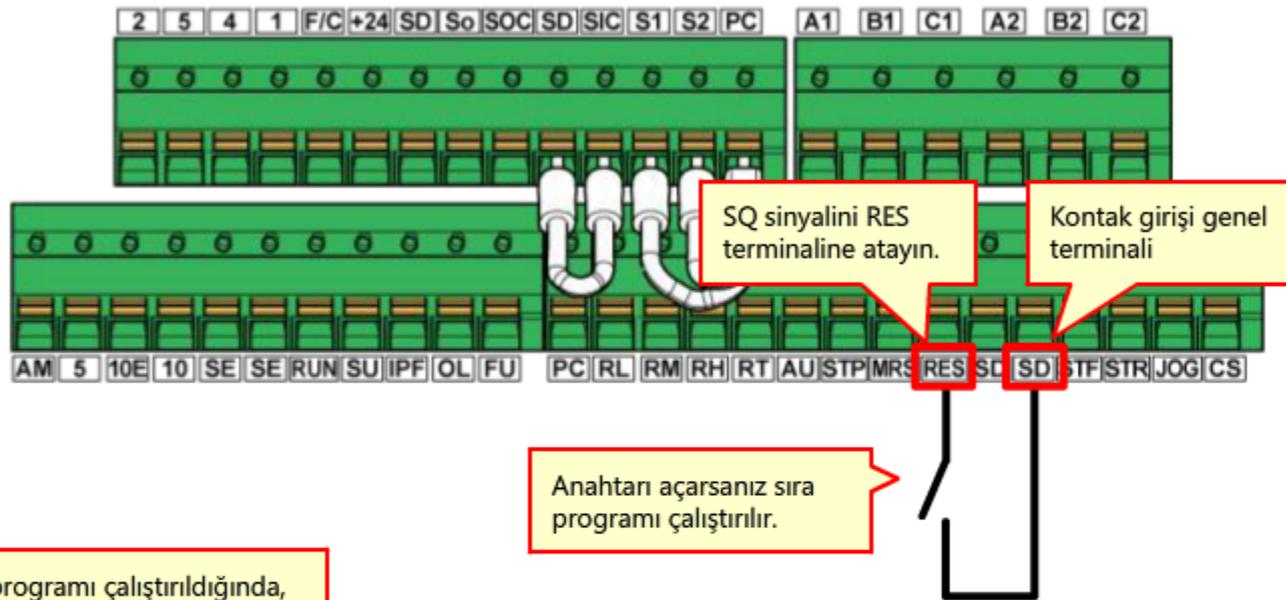 2 5 4 1 F/C +24 SD So SOC SD SIC S1 S2 PC A1 B1 C1 A2 B2 C2
SQ sinyalini RES
terminaline atayın.
Kontak girişi genel
terminali
AM 5 10E 10 SE SE RUN SU IPF OL FU PC RL RM RH RT AU STP MRS RES SD SD STF STR JOG CS
Anahtarı açarsanız sıra
programı çalıştırılır.
programı çalıştırıldığında,